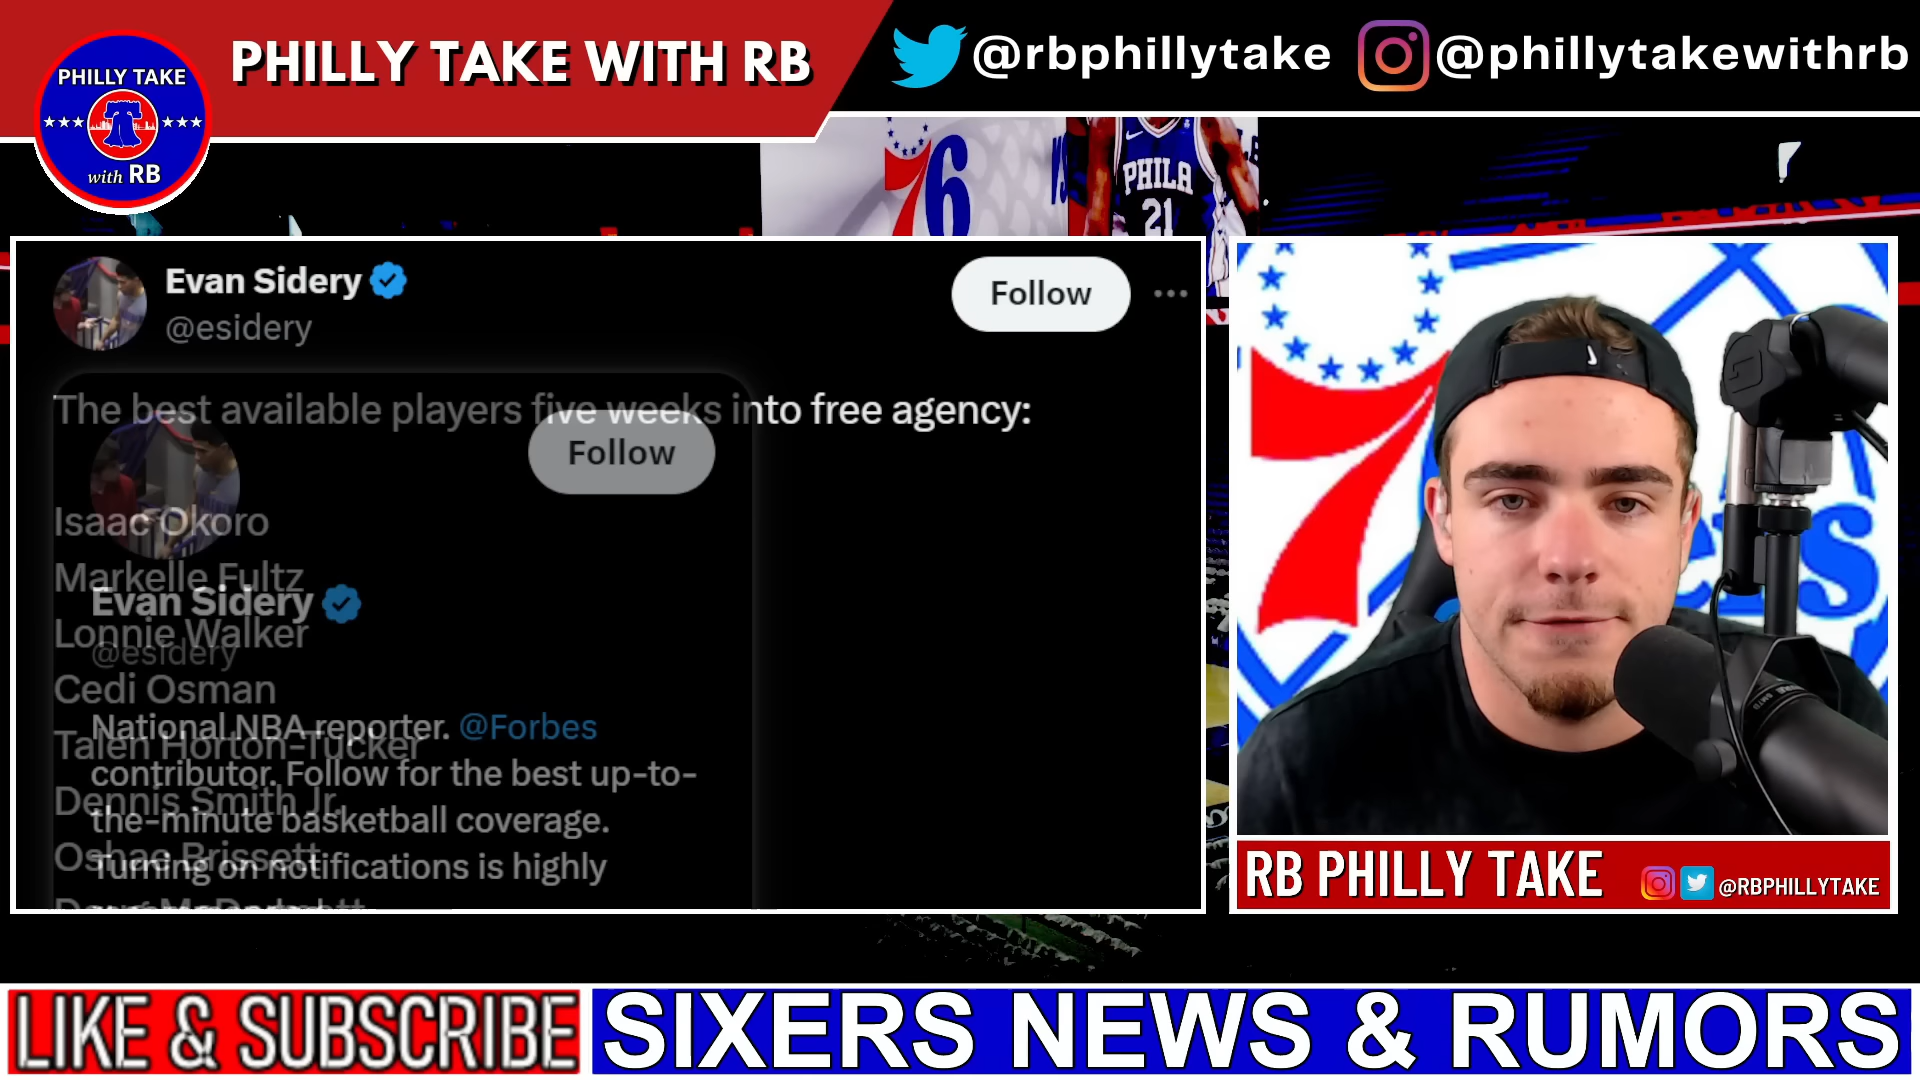 PHILLY TAKE WITH RB
@rbphillytake
@phillytakewithrb
PHILLY TAKE
with RB
76
PHILA
21
Evan Sidery
@esidery
Follow
The best available players five weeks into free agency:
Follow
Isaac Okoro
Markelle Fultz
Evan Sidery
Lonnie Walker
@esidery
Cedi Osman
National NBA reporter. @Forbes
Talen Horton-Tucker
contributor. Follow for the best up-to-
Dennis Smith Jr.
the-minute basketball coverage.
Oshae Brissett
Turning on notifications is highly
RB PHILLY TAKE
@RBPHILLYTAKE
LIKE & SUBSCRIBE
SIXERS NEWS & RUMORS